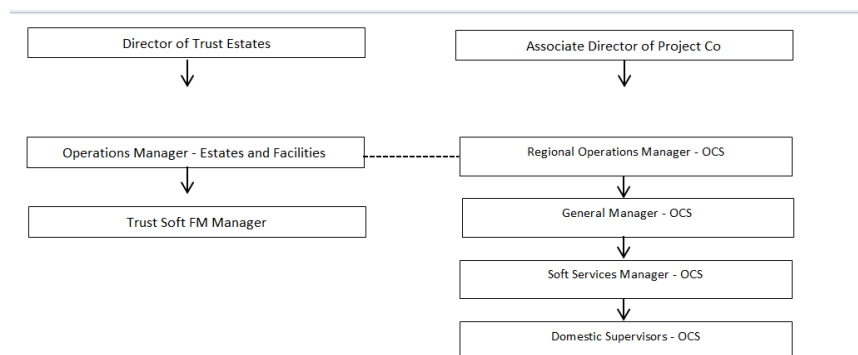 Director of Trust Estates
Associate Director of Project Co
Operations Manager - Estates and Facilities
Regional Operations Manager - OCS
Trust Soft FM Manager
General Manager - OCS
Soft Services Manager - OCS
Domestic Supervisors - OCS